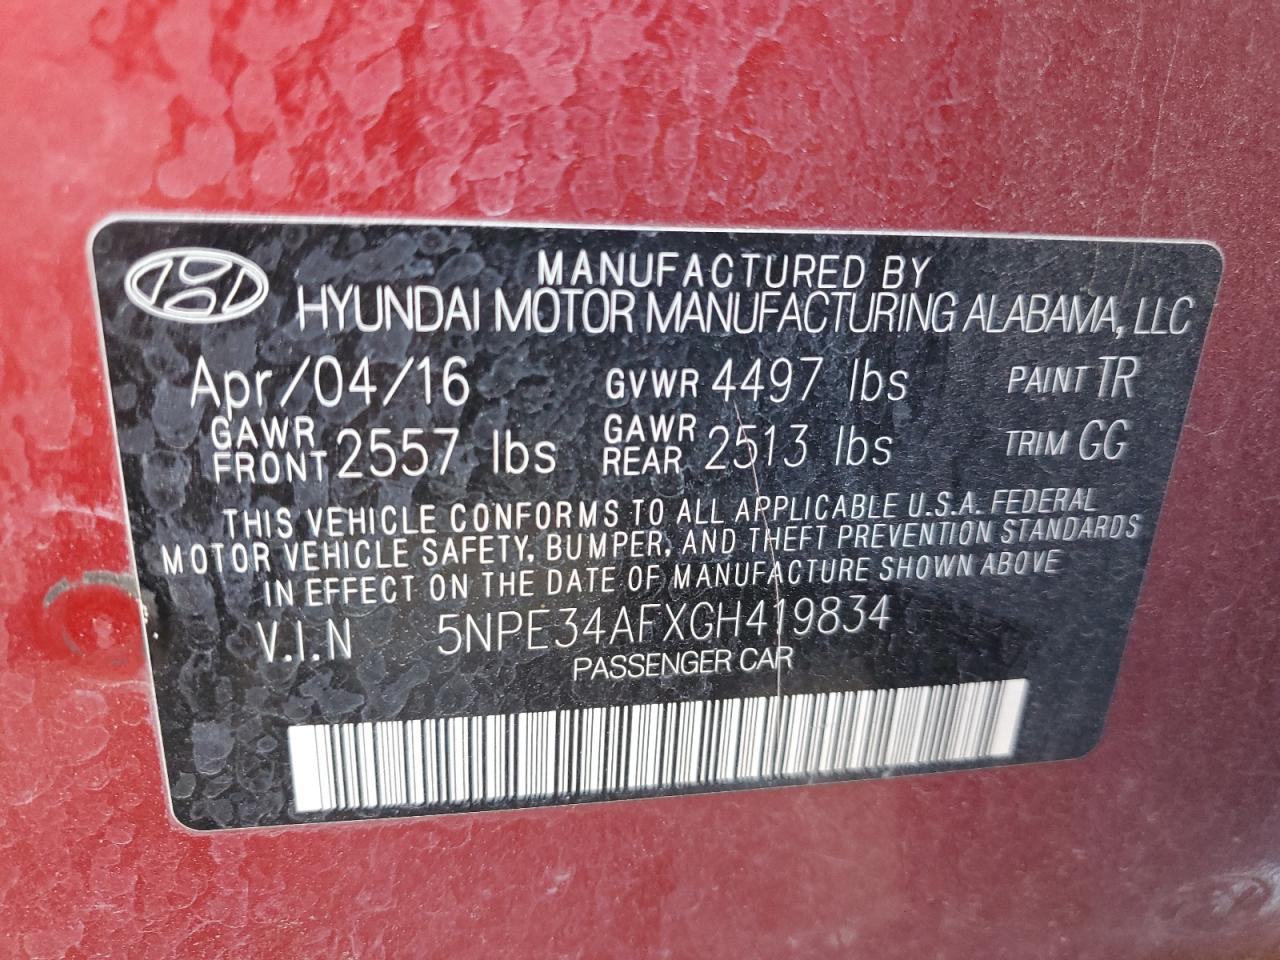 MANUFACTURED BY
HYUNDAI MOTOR MANUFACTURING ALABAMA, LLC
Apr/04/16 GVWR 4497 lbs PAINT TR
GAWR FRONT 2557 lbs GAWR REAR 2513 lbs TRIM GG
THIS VEHICLE CONFORMS TO ALL APPLICABLE U.S.A. FEDERAL
MOTOR VEHICLE SAFETY, BUMPER, AND THEFT PREVENTION STANDARDS
IN EFFECT ON THE DATE OF MANUFACTURE SHOWN ABOVE
V.I.N 5NPE34AFXGH419834
PASSENGER CAR